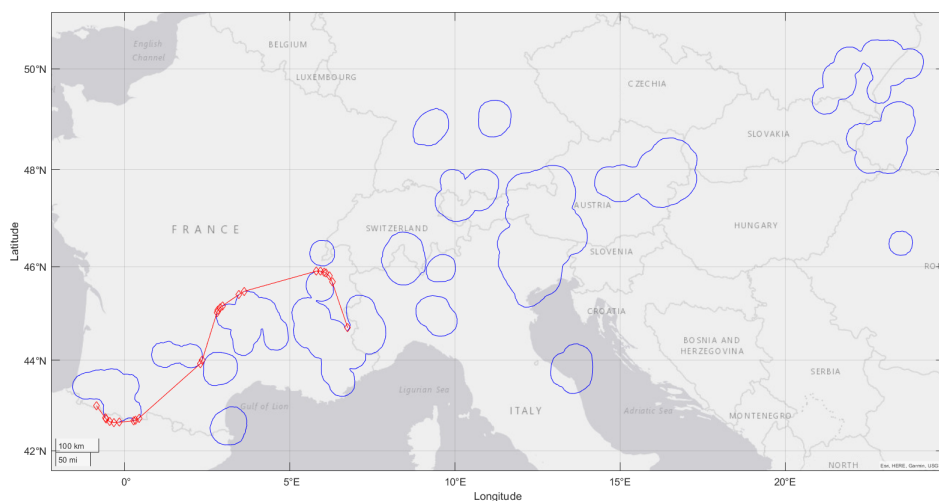 English
Channel
BELGIUM
LUXEMBOURG
CZECHIA
SLOVAKIA
FRANCE
SWITZERLAND
AUSTRIA
HUNGARY
SLOVENIA
RO
CROATIA
BOSNIA AND
HERZEGOVINA
SERBIA
Gulf of Lion
Ligurian Sea
ITALY
Adriatic Sea
MONTENEGRO
NORTH
50°N
48°N
46°N
44°N
42°N
Latitude
100 km
50 mi
Esri, HERE, Garmin, USGS
0°
5°E
10°E
15°E
20°E
Longitude